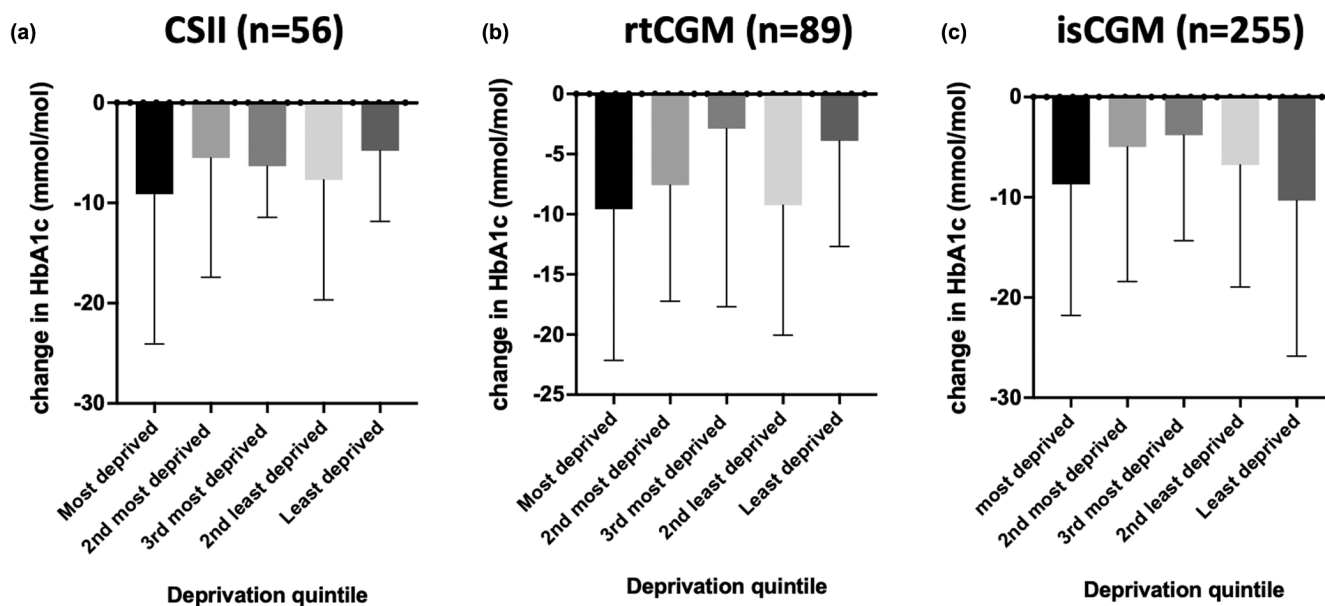 (a) CSII (n=56)
0
-10
-20
-30
change in HbA1c (mmol/mol)
Most deprived
2nd most deprived
3rd most deprived
2nd least deprived
Least deprived
Deprivation quintile
(b) rtCGM (n=89)
0
-5
-10
-15
-20
-25
change in HbA1c (mmol/mol)
Most deprived
2nd most deprived
3rd most deprived
2nd least deprived
Least deprived
Deprivation quintile
(c) isCGM (n=255)
0
-10
-20
-30
change in HbA1c (mmol/mol)
most deprived
2nd most deprived
3rd most deprived
2nd least deprived
Least deprived
Deprivation quintile